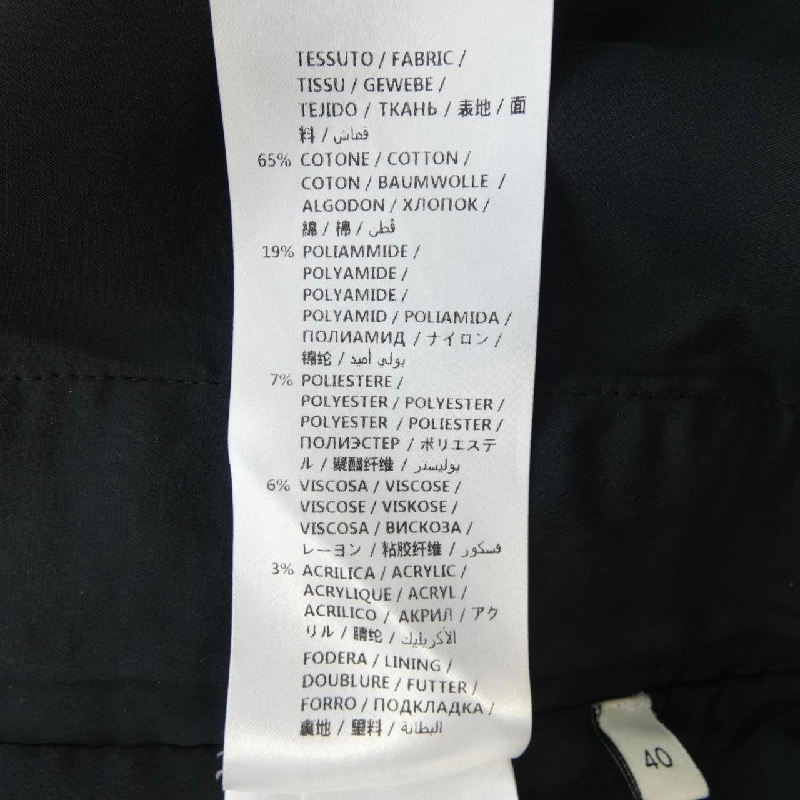 TESSUTO / FABRIC /
TISSU / GEWEBE /
TEJIDO / ТКАНЬ / 表地 / 面
料 / قماش
65% COTONE / COTTON /
COTON / BAUMWOLLE /
ALGODON / ХЛОПОК /
綿 / 棉 / قطن
19% POLIAMMIDE /
POLYAMIDE /
POLYAMIDE /
POLYAMID / POLIAMIDA /
ПОЛИАМИД / ナイロン /
锦纶 / بولي أميد
7% POLIESTERE /
POLYESTER / POLYESTER /
POLYESTER / POLIESTER /
ПОЛИЭСТЕР / ポリエステ
ル / 聚酯纤维 / بوليستر
6% VISCOSA / VISCOSE /
VISCOSE / VISKOSE /
VISCOSA / ВИСКОЗА /
レーヨン / 粘胶纤维 / فسكور
3% ACRILICA / ACRYLIC /
ACRYLIQUE / ACRYL /
ACRILICO / АКРИЛ / アク
リル / 腈纶 / الأكريليك
FODERA / LINING /
DOUBLURE / FUTTER /
FORRO / ПОДКЛАДКА /
裏地 / 里料 / البطانة
40